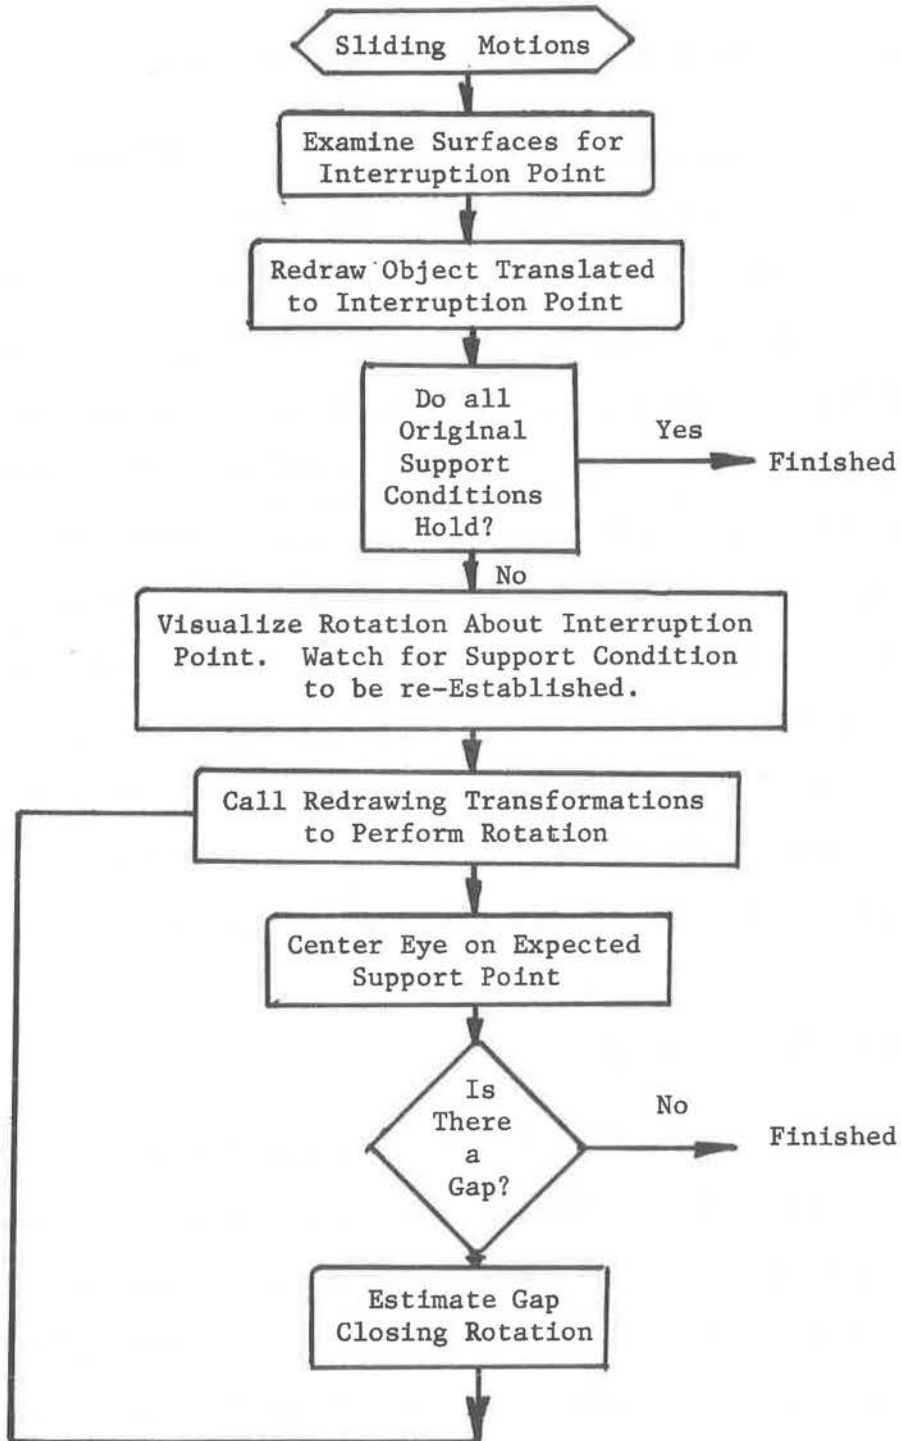 Sliding Motions
Examine Surfaces for
Interruption Point
Redraw Object Translated
to Interruption Point
Do all
Original
Support
Conditions
Hold?
Yes
Finished
No
Visualize Rotation About Interruption
Point. Watch for Support Condition
to be re-Established.
Call Redrawing Transformations
to Perform Rotation
Center Eye on Expected
Support Point
Is
There
a
Gap?
No
Finished
Estimate Gap
Closing Rotation